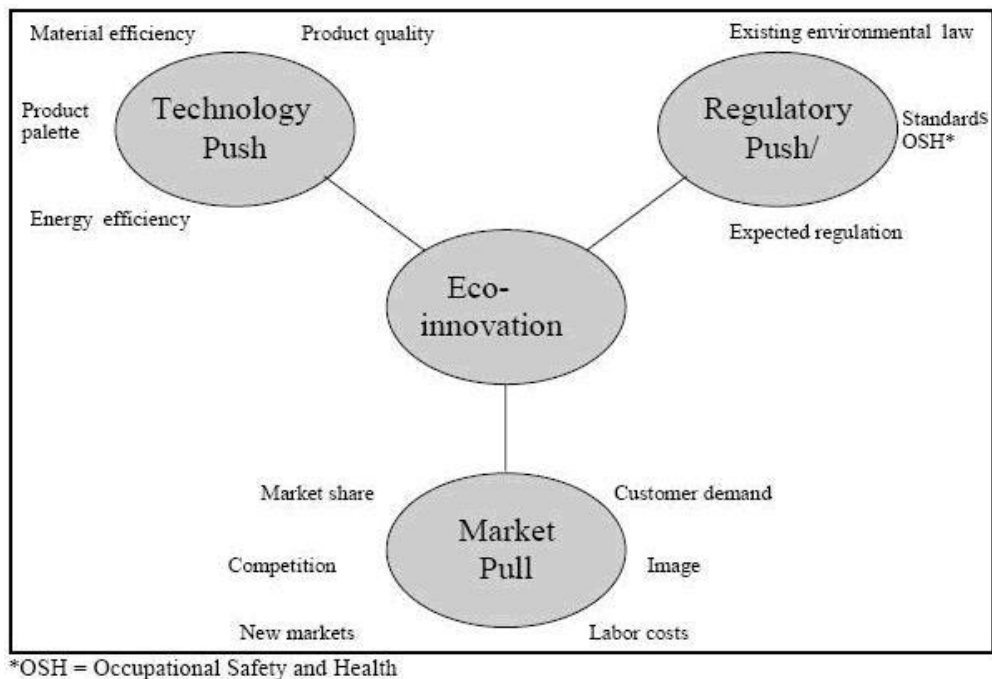 Material efficiency
Product quality
Existing environmental law
Product
palette
Technology
Push
Regulatory
Push/
Standards
OSH*
Energy efficiency
Expected regulation
Eco-
innovation
Market share
Customer demand
Market
Pull
Competition
Image
New markets
Labor costs
*OSH = Occupational Safety and Health